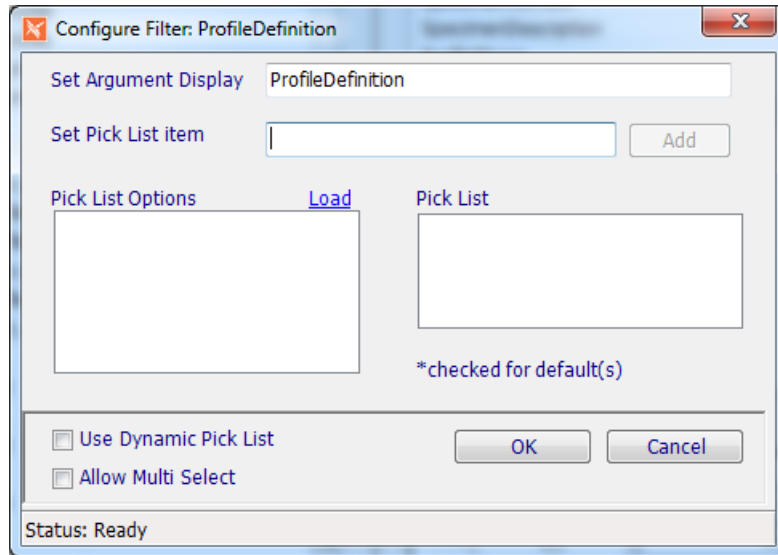 Configure Filter: ProfileDefinition
Set Argument Display ProfileDefinition
Set Pick List item Add
Pick List Options Load Pick List
*checked for default(s)
Use Dynamic Pick List OK Cancel
Allow Multi Select
Status: Ready